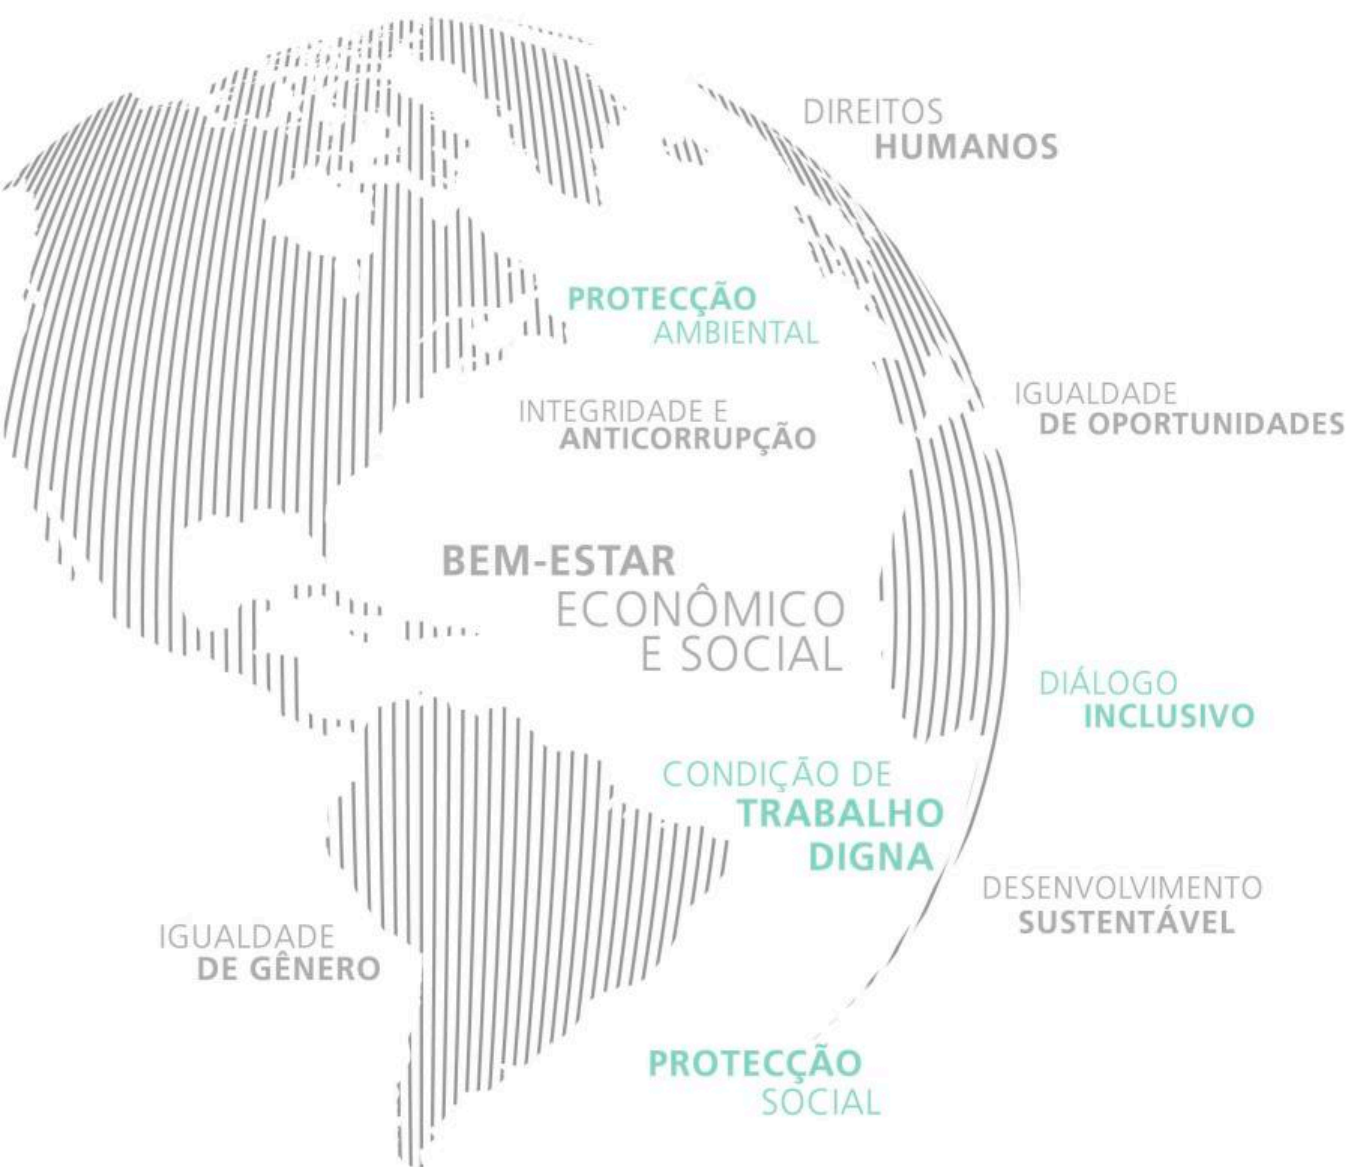 DIREITOS
HUMANOS
PROTECÇÃO
AMBIENTAL
IGUALDADE
DE OPORTUNIDADES
INTEGRIDADE E
ANTICORRUPÇÃO
BEM-ESTAR
ECONÔMICO
E SOCIAL
DIÁLOGO
INCLUSIVO
CONDIÇÃO DE
TRABALHO
DIGNA
DESENVOLVIMENTO
SUSTENTÁVEL
IGUALDADE
DE GÊNERO
PROTECÇÃO
SOCIAL